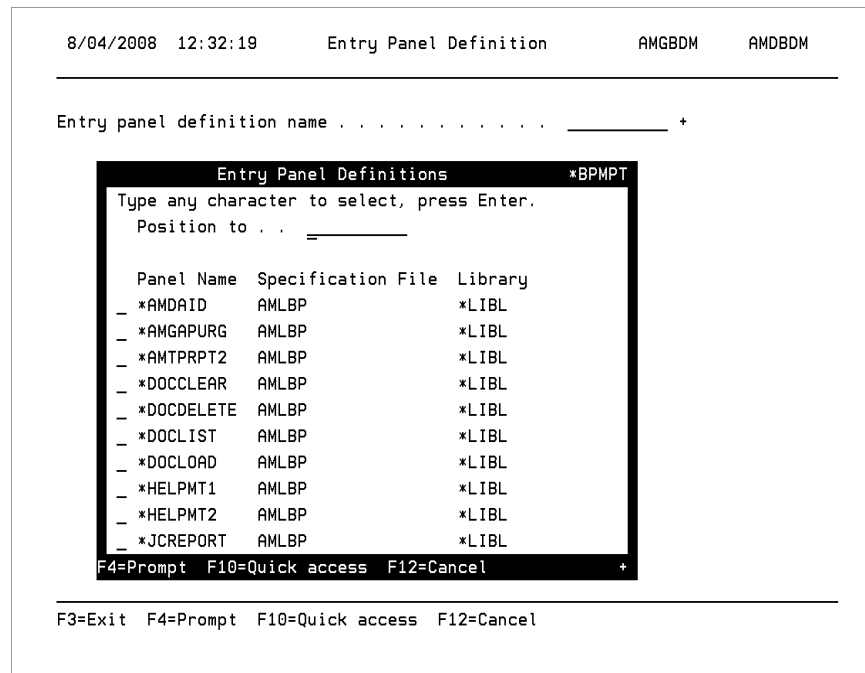 8/04/2008 12:32:19 Entry Panel Definition AMGBDM AMDBDM
Entry panel definition name . . . . . . . . . . . __________ +
Entry Panel Definitions *BPMPT
Type any character to select, press Enter.
Position to . . __________
Panel Name Specification File Library
_ *AMDAID AMLBP *LIBL
_ *AMGAPURG AMLBP *LIBL
_ *AMTPRPT2 AMLBP *LIBL
_ *DOCCLEAR AMLBP *LIBL
_ *DOCDELETE AMLBP *LIBL
_ *DOCLIST AMLBP *LIBL
_ *DOCLOAD AMLBP *LIBL
_ *HELPMT1 AMLBP *LIBL
_ *HELPMT2 AMLBP *LIBL
_ *JCREPORT AMLBP *LIBL
F4=Prompt F10=Quick access F12=Cancel +
F3=Exit F4=Prompt F10=Quick access F12=Cancel